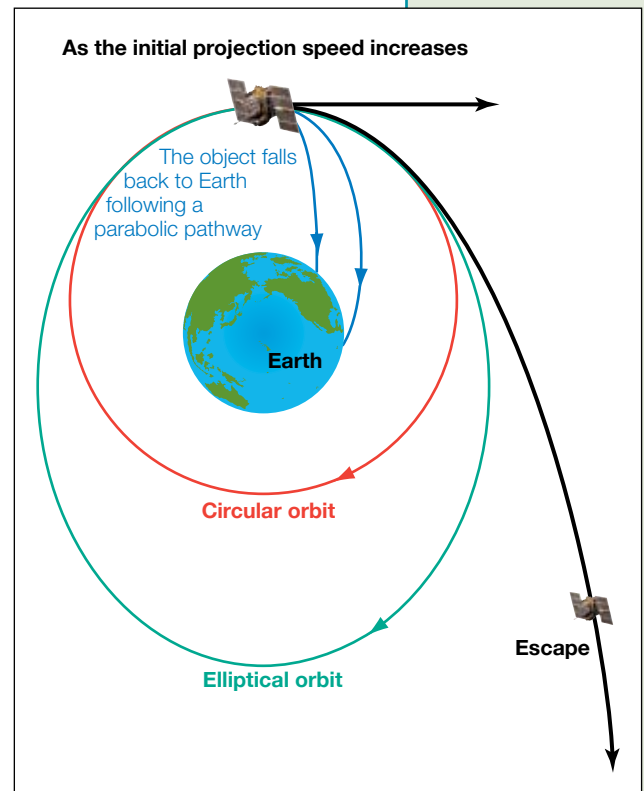 As the initial projection speed increases
The object falls
back to Earth
following a
parabolic pathway
Earth
Circular orbit
Escape
Elliptical orbit